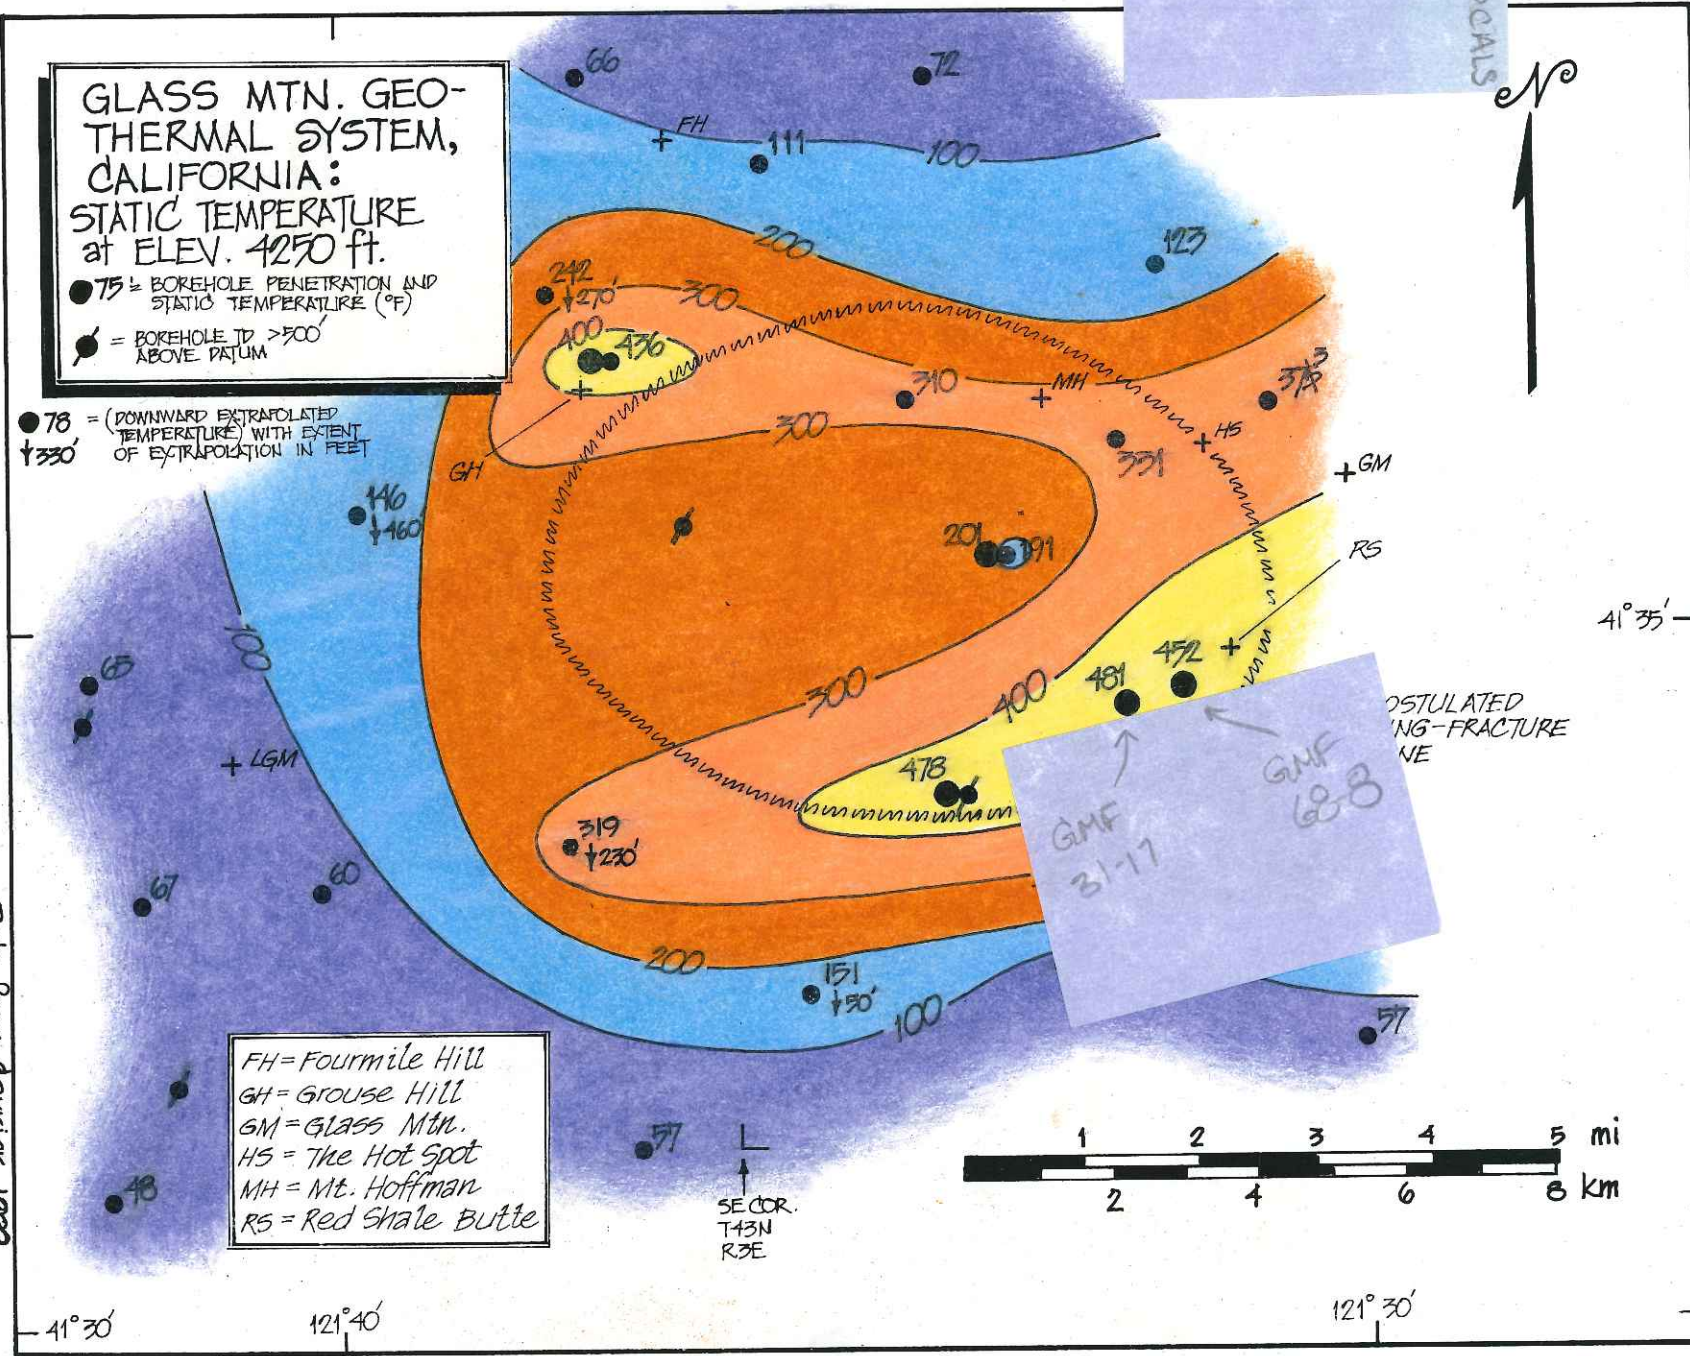 GLASS MTN. GEO-
THERMAL SYSTEM,
CALIFORNIA:
STATIC TEMPERATURE
at ELEV. 4250 ft.
75 = BOREHOLE PENETRATION AND
STATIC TEMPERATURE (°F)
= BOREHOLE TD >500'
ABOVE DATUM
78 = (DOWNWARD EXTRAPOLATED
TEMPERATURE) WITH EXTENT
330' OF EXTRAPOLATION IN FEET
N
66
72
FH
111
100
200
123
242
270'
300
400
436
310
MH
300
331
HS
GM
GH
146
460
201
191
RS
41°35'
100
65
300
400
481
452
OSTULATED
NG-FRACTURE
NE
LGM
478
GMF
68-8
GMF
31-17
319
230'
67
60
200
151
50'
100
57
FH = Fourmile Hill
GH = Grouse Hill
GM = Glass Mtn.
HS = The Hot Spot
MH = Mt. Hoffman
RS = Red Shale Butte
57
48
SE COR.
T43N
R3E
1 2 3 4 5 mi
2 4 6 8 km
41°30'
121°40'
121°30'